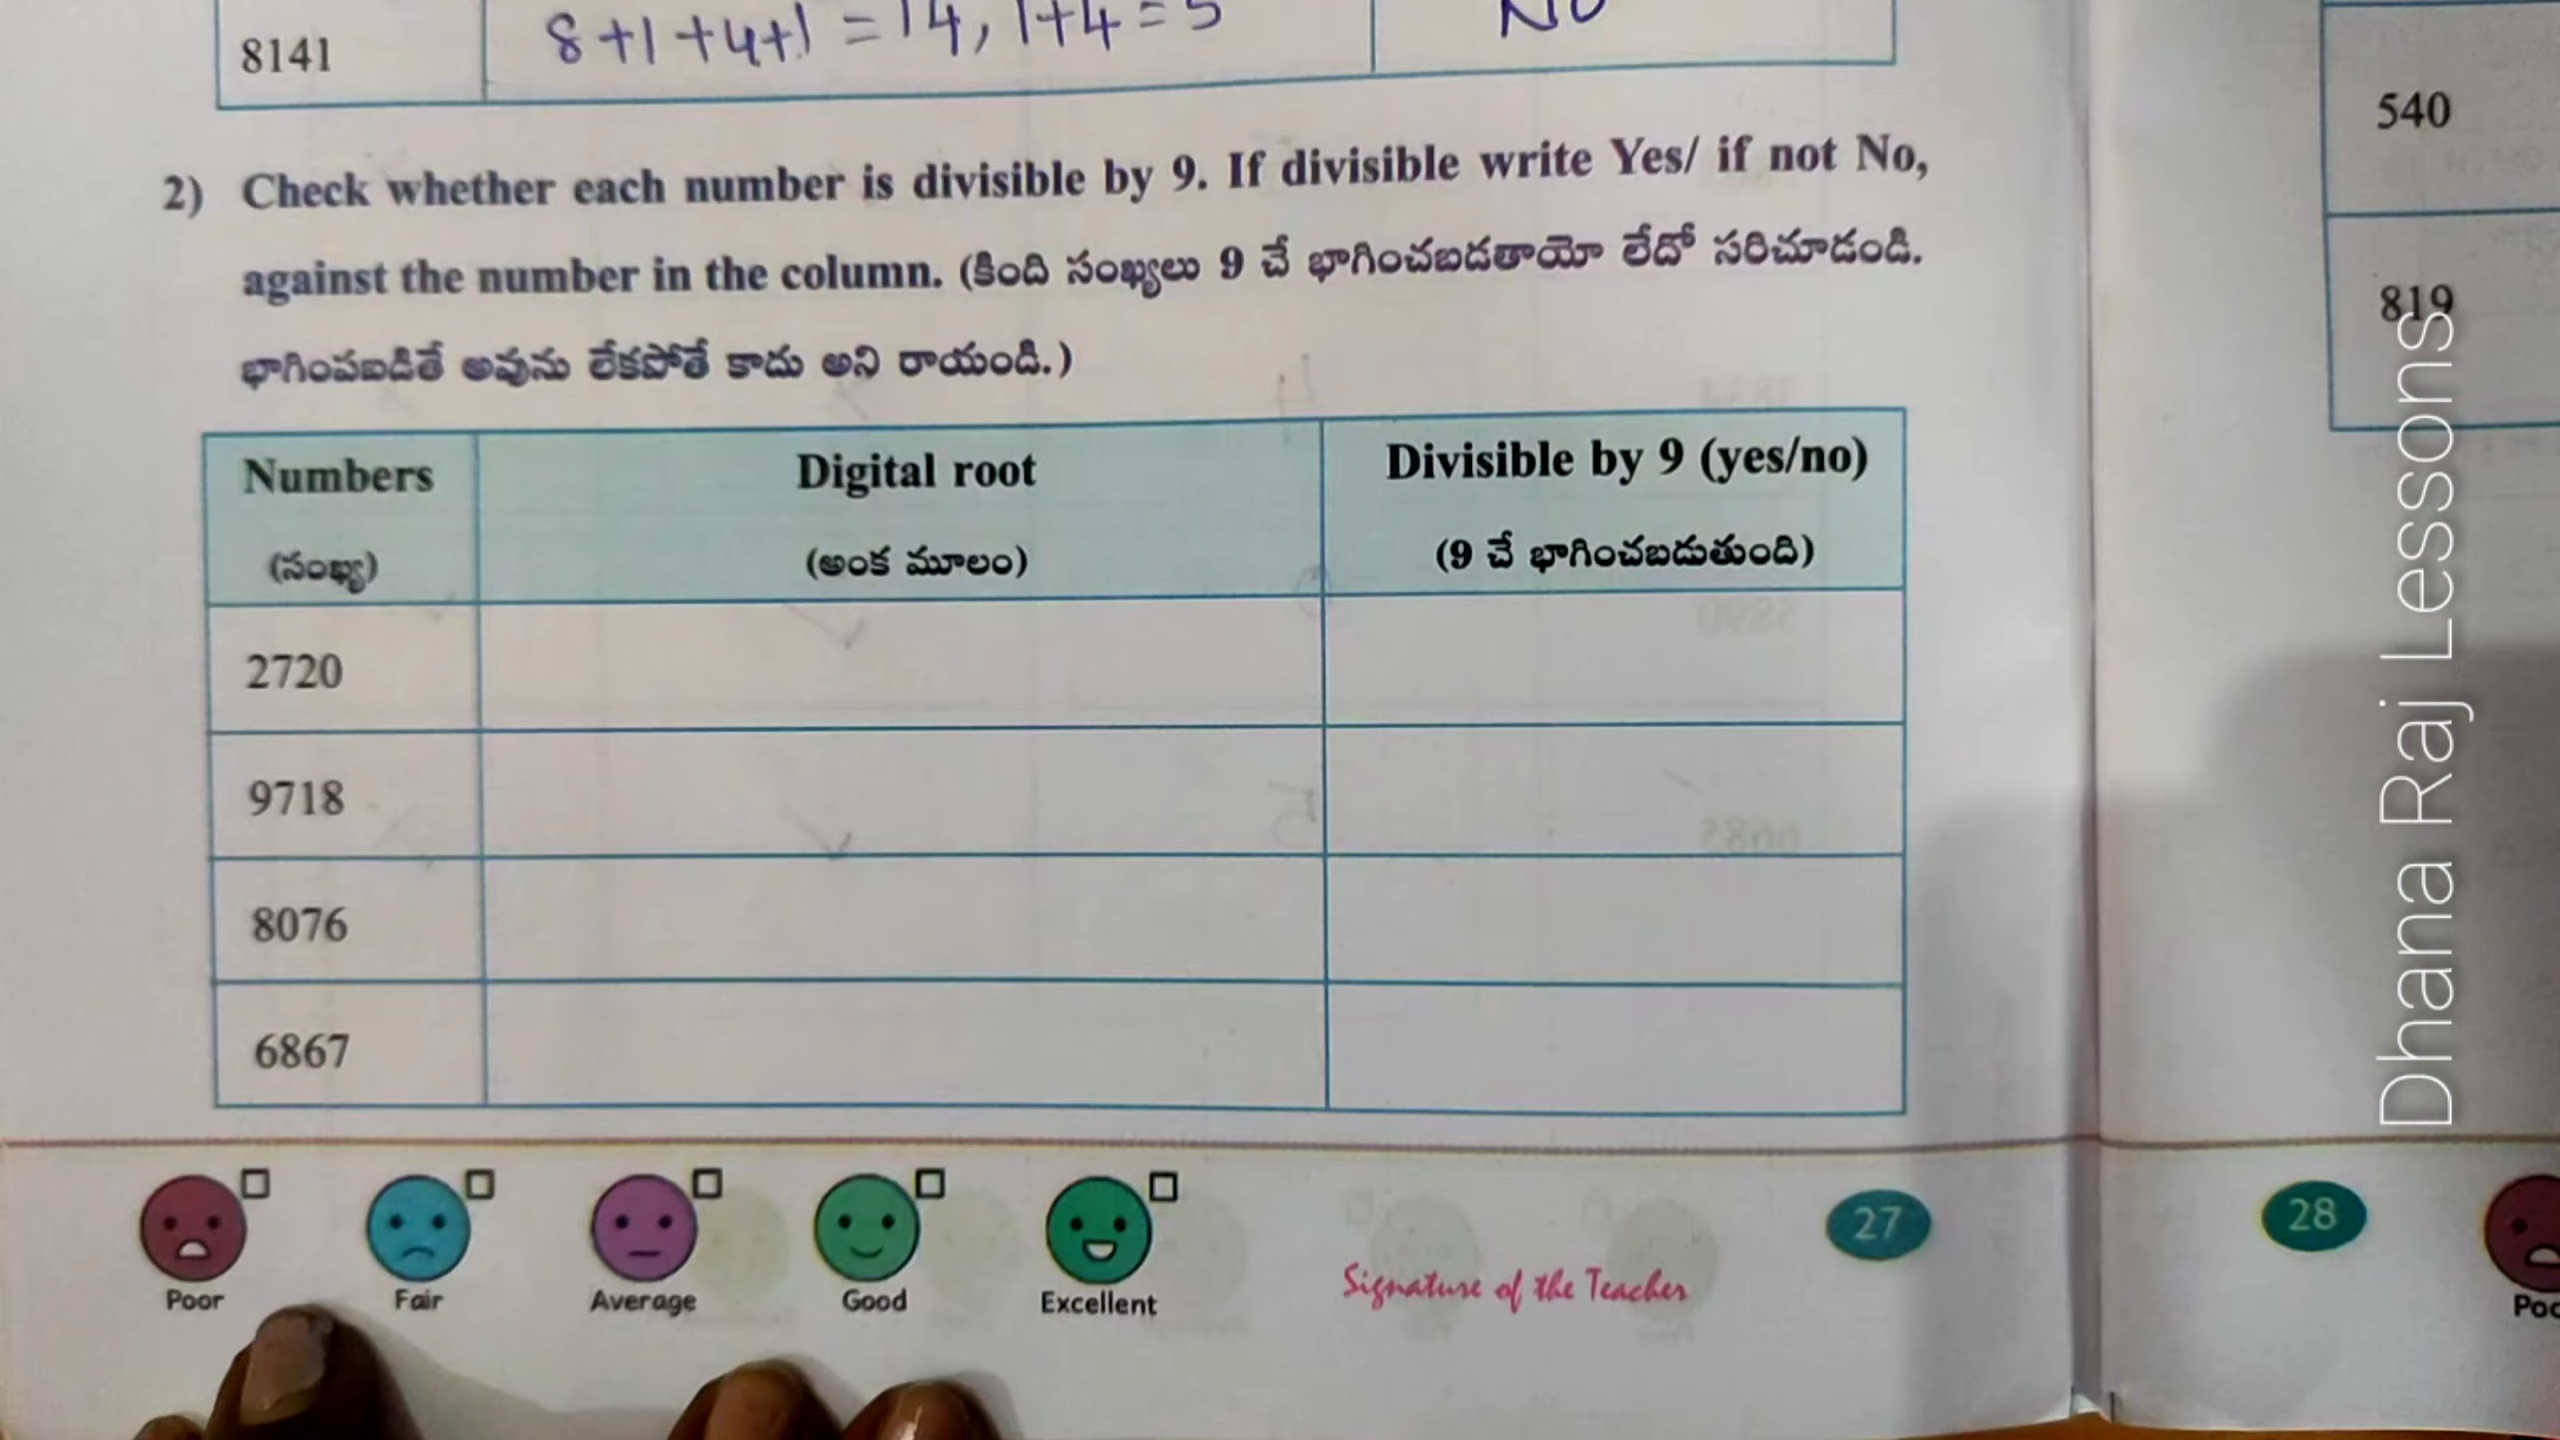 8141 8+1+4+1 = 14, 1+4=5 No
2) Check whether each number is divisible by 9. If divisible write Yes/ if not No,
against the number in the column. (కింది సంఖ్యలు 9 చే భాగించబడతాయో లేదో సరిచూడండి.
భాగింపబడితే అవును లేకపోతే కాదు అని రాయండి.)
Numbers Digital root Divisible by 9 (yes/no)
(సంఖ్య) (అంక మూలం) (9 చే భాగించబడుతుంది)
2720
9718
8076
6867
Poor Fair Average Good Excellent
Signature of the Teacher
27
540
819
28
Dhana Raj Lessons